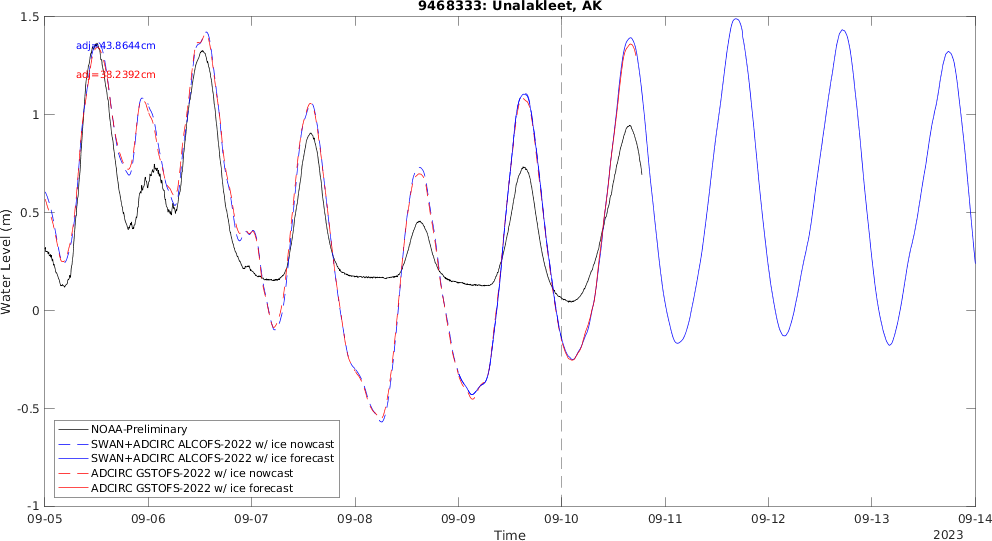 9468333: Unalakleet, AK
1.5
adj=43.8644cm
adj=38.2392cm
1
0.5
Water Level (m)
0
-0.5
NOAA-Preliminary
SWAN+ADCIRC ALCOFS-2022 w/ ice nowcast
SWAN+ADCIRC ALCOFS-2022 w/ ice forecast
ADCIRC GSTOFS-2022 w/ ice nowcast
ADCIRC GSTOFS-2022 w/ ice forecast
-1
09-05 09-06 09-07 09-08 09-09 09-10 09-11 09-12 09-13 09-14
Time
2023